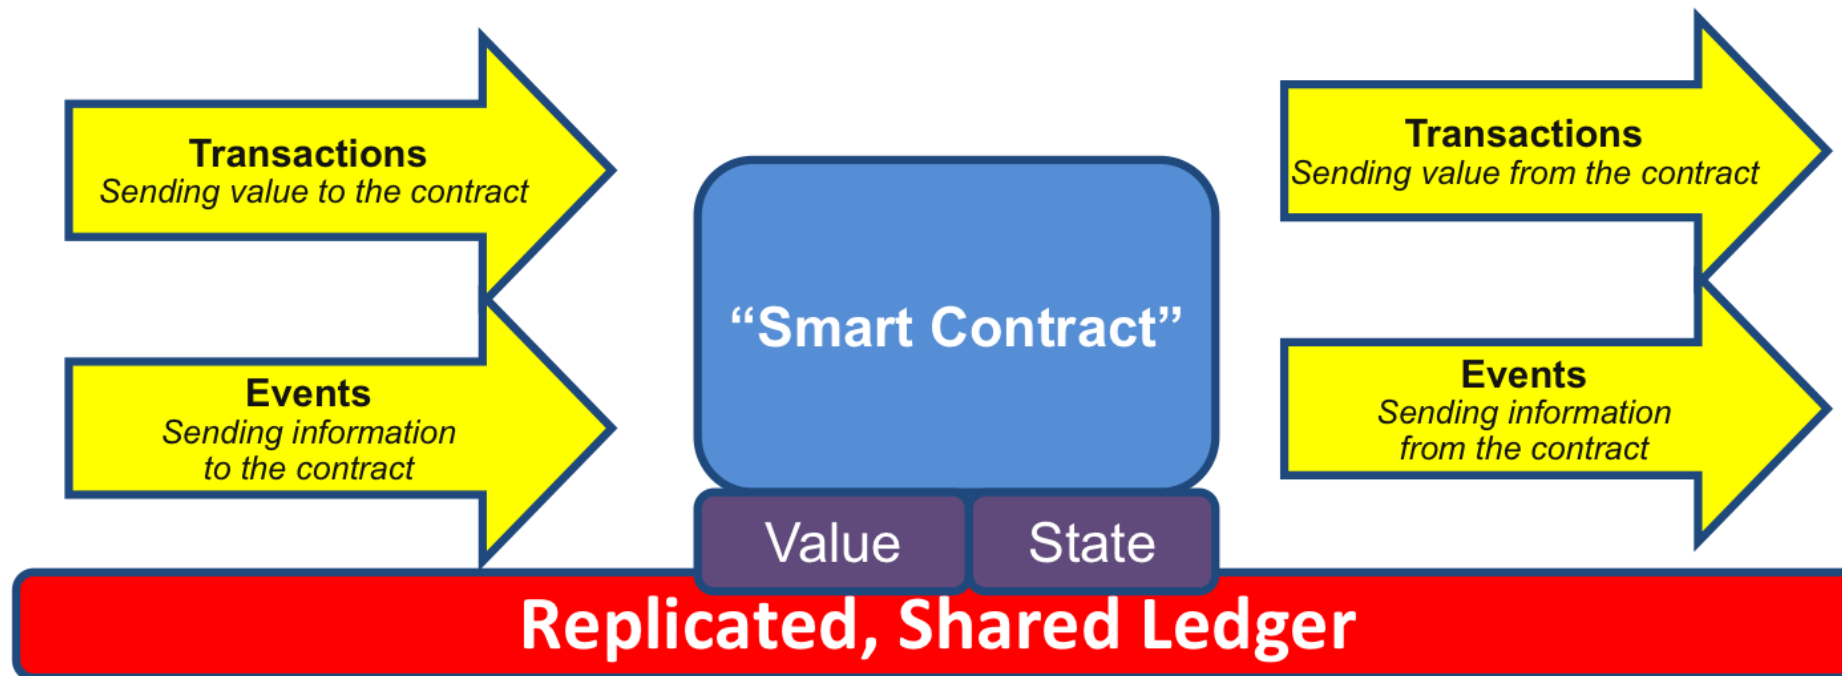 Transactions
Sending value to the contract
Events
Sending information
to the contract
“Smart Contract”
Value
State
Transactions
Sending value from the contract
Events
Sending information
from the contract
Replicated, Shared Ledger